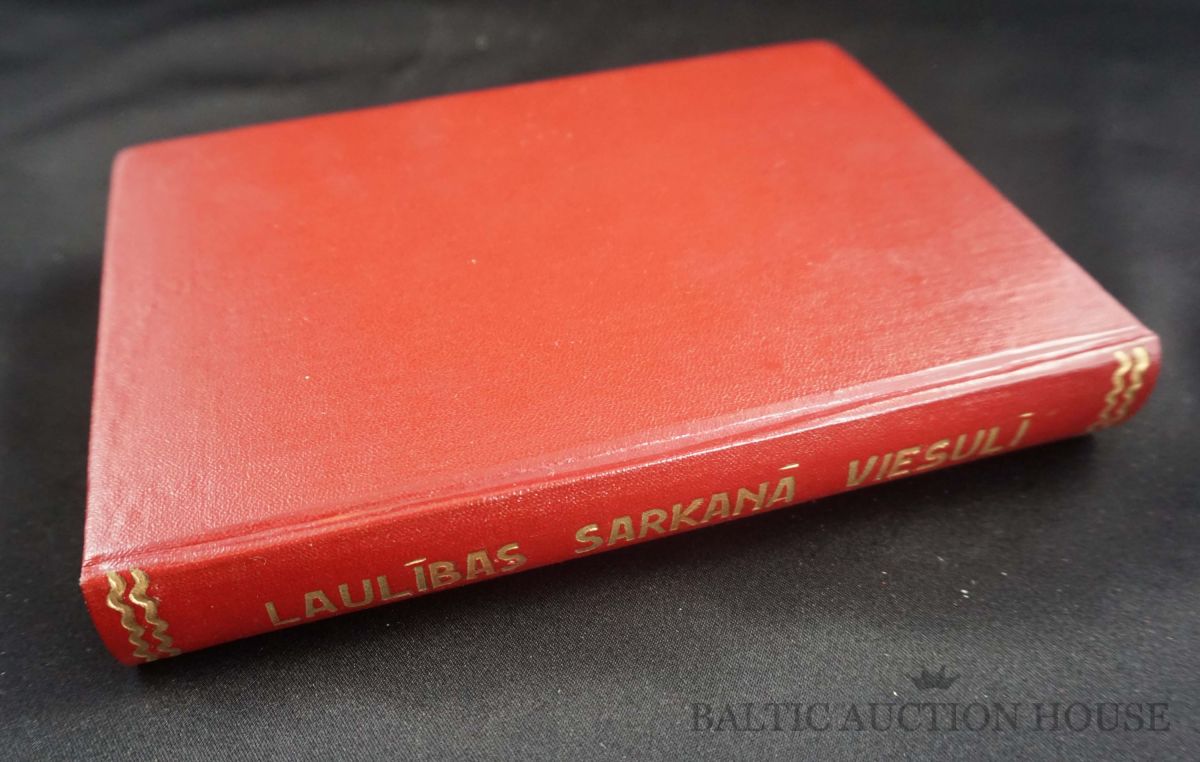 LAULĪBAS SARKANĀ VIESULĪ
BALTIC AUCTION HOUSE